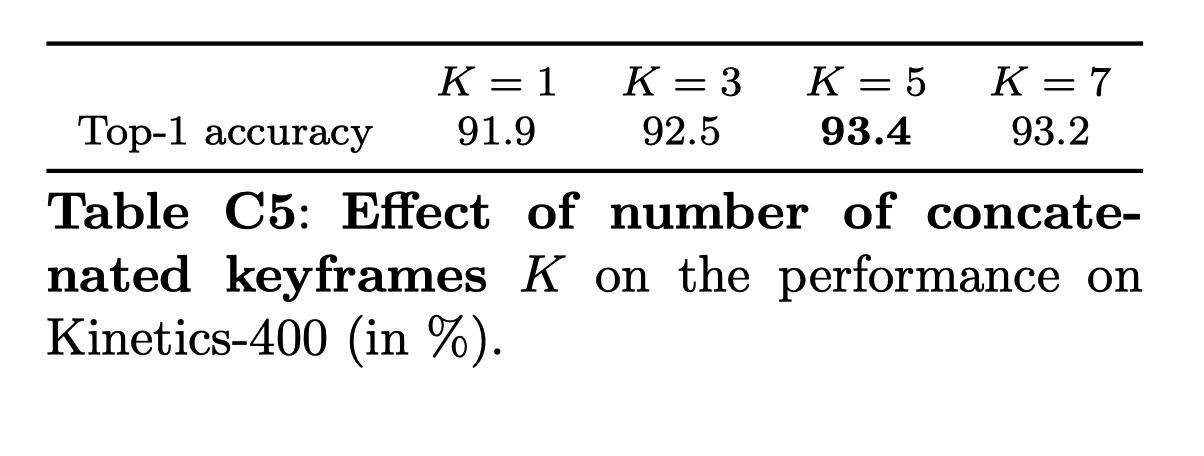 K = 1 K = 3 K = 5 K = 7
Top-1 accuracy 91.9 92.5 93.4 93.2
Table C5: Effect of number of concate-
nated keyframes K on the performance on
Kinetics-400 (in %).